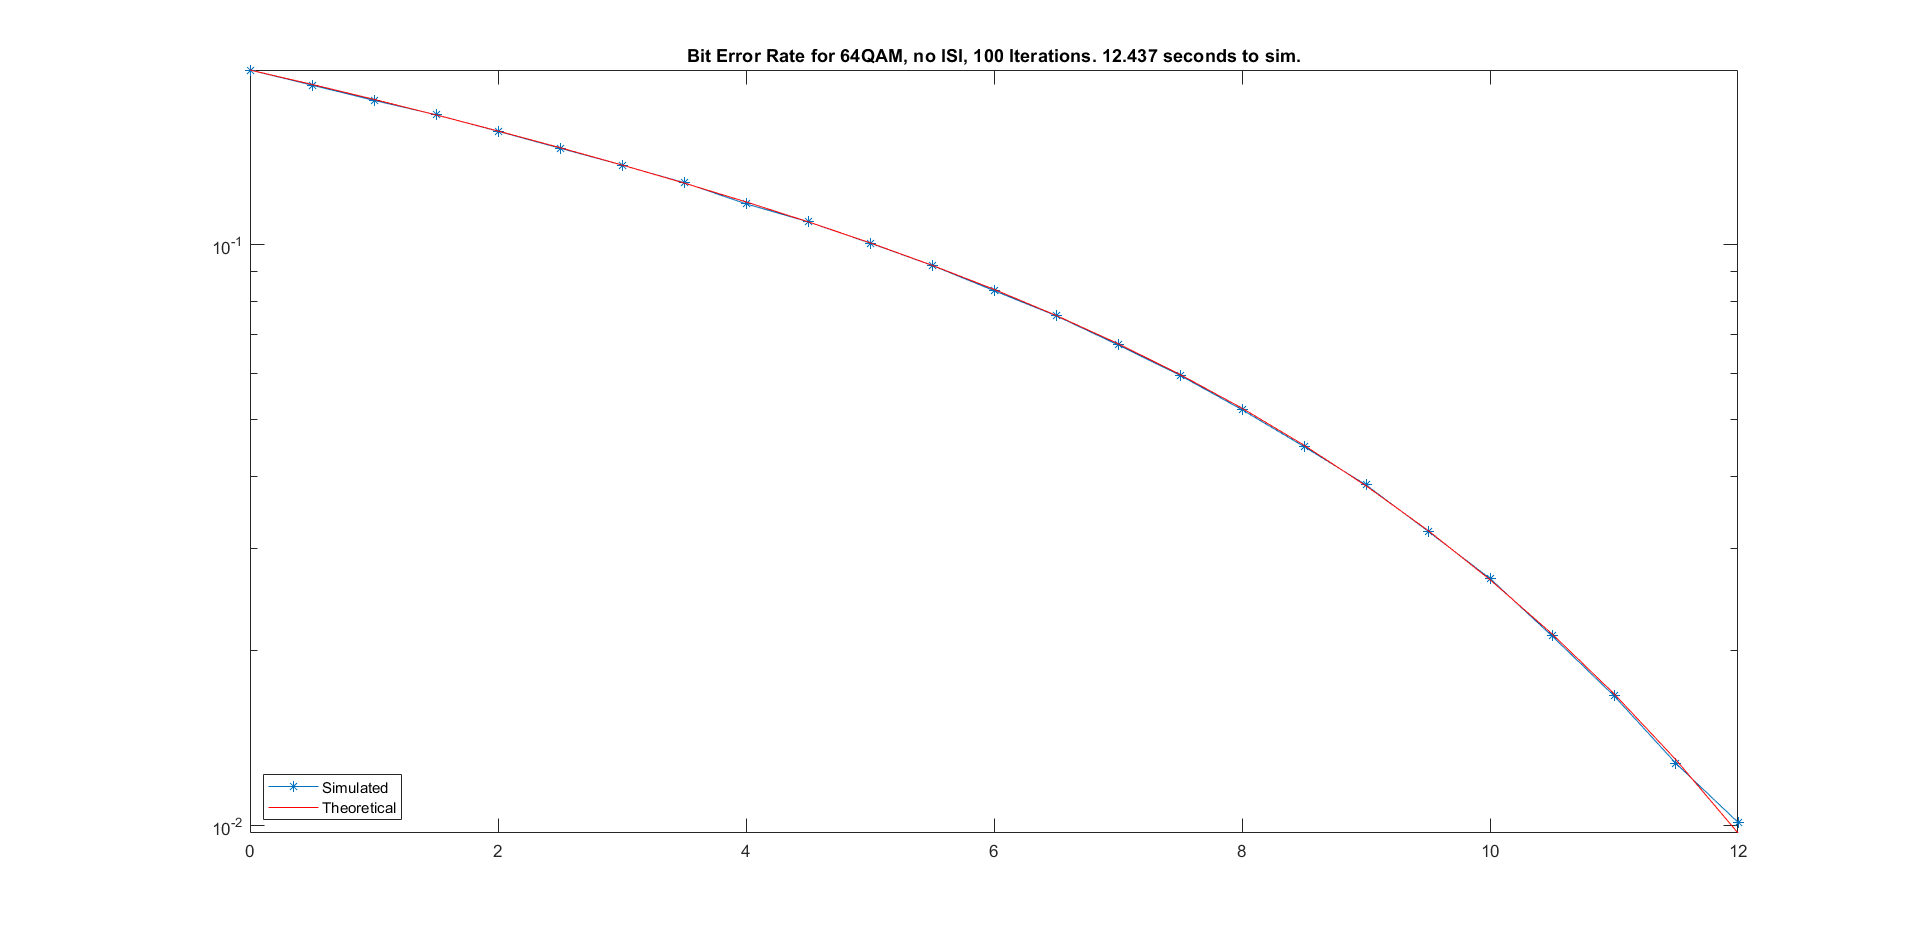 Bit Error Rate for 64QAM, no ISI, 100 Iterations. 12.437 seconds to sim.
10-1
10-2
Simulated
Theoretical
0 2 4 6 8 10 12